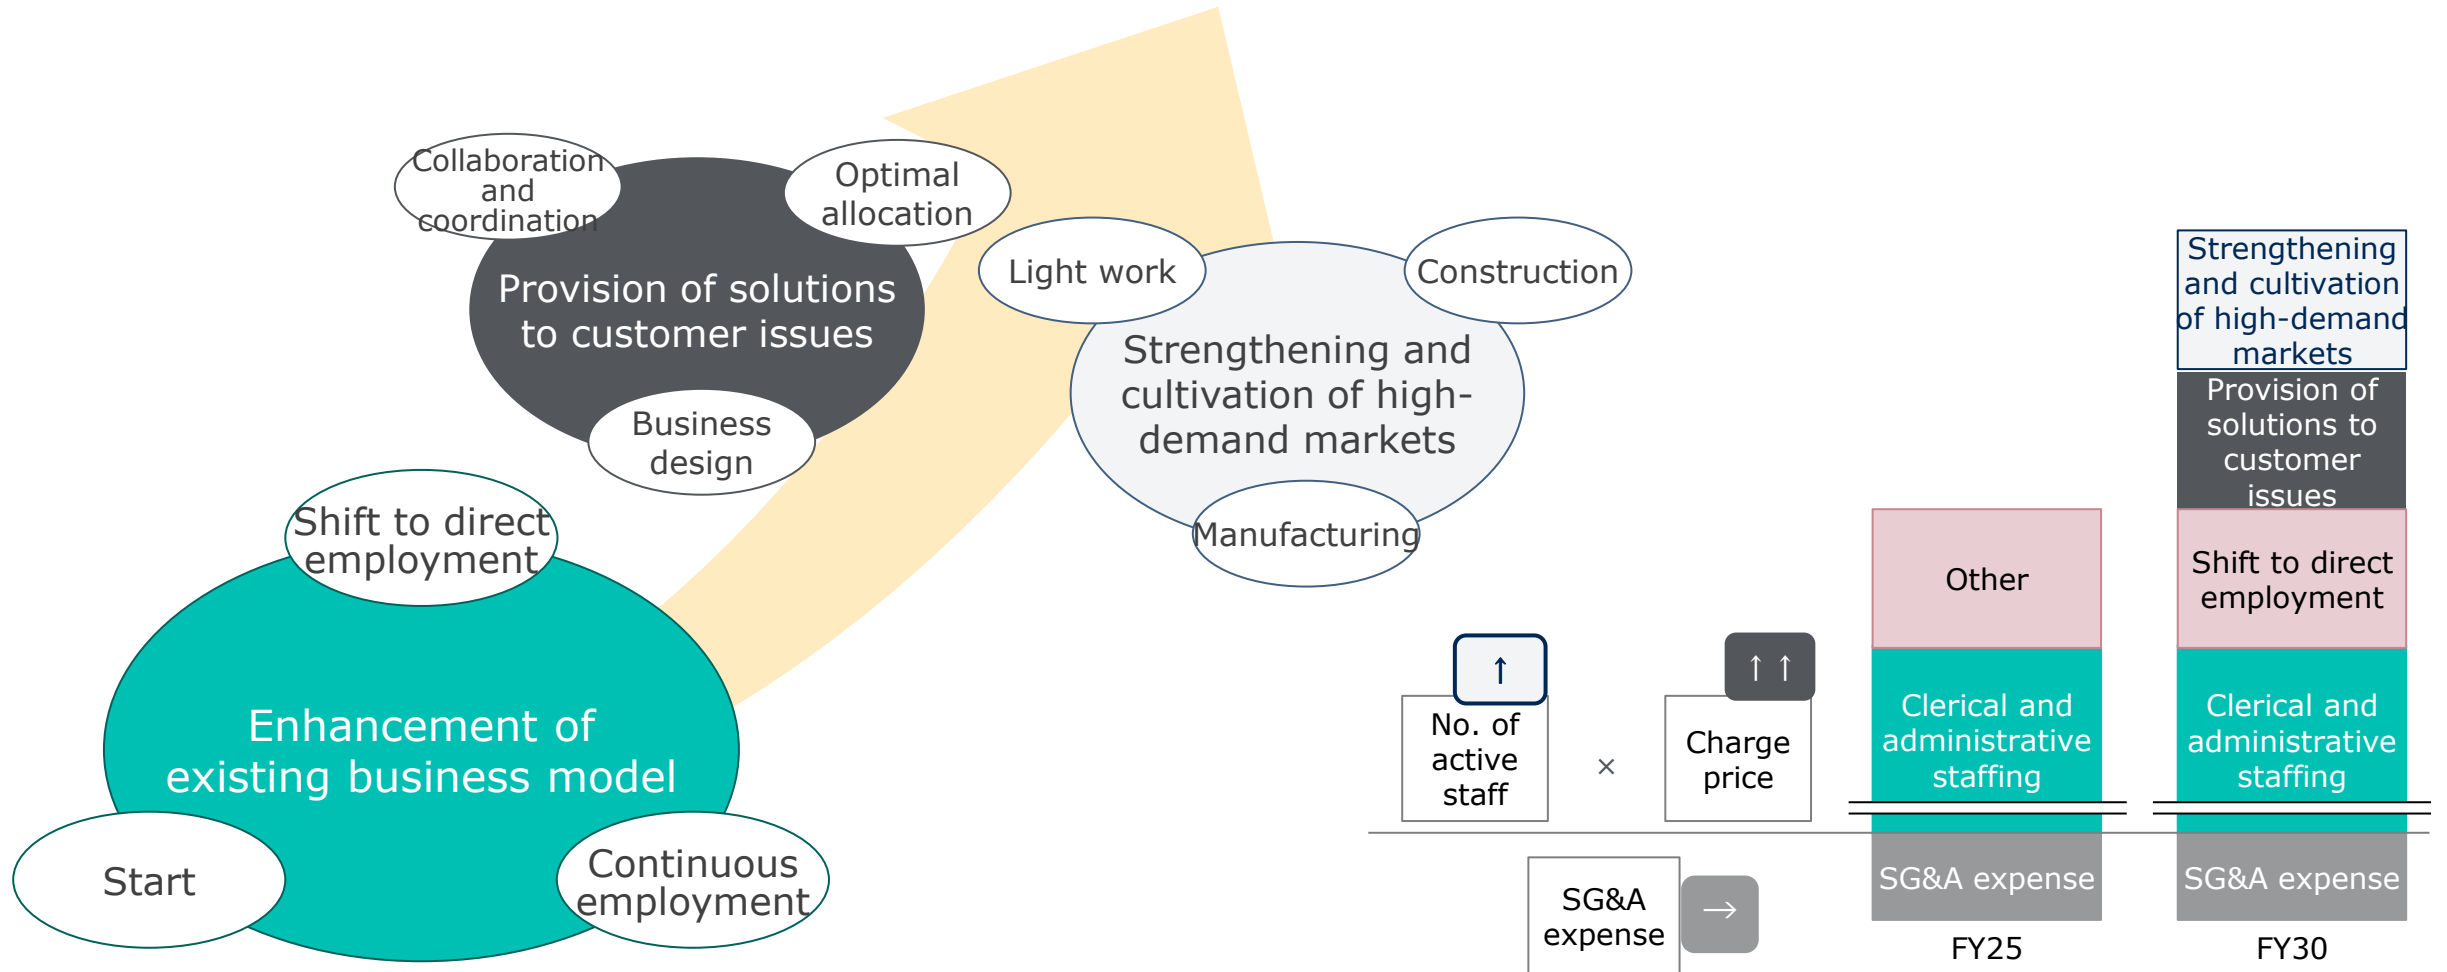 Collaboration
and
coordination
Optimal
allocation
Provision of solutions
to customer issues
Business
design
Light work
Construction
Strengthening and
cultivation of high-
demand markets
Manufacturing
Shift to direct
employment
Enhancement of
existing business model
Start
Continuous
employment
↑
No. of
active
staff
×
↑ ↑
Charge
price
SG&A
expense
→
Other
Clerical and
administrative
staffing
SG&A expense
FY25
Strengthening
and cultivation
of high-demand
markets
Provision of
solutions to
customer
issues
Shift to direct
employment
Clerical and
administrative
staffing
SG&A expense
FY30